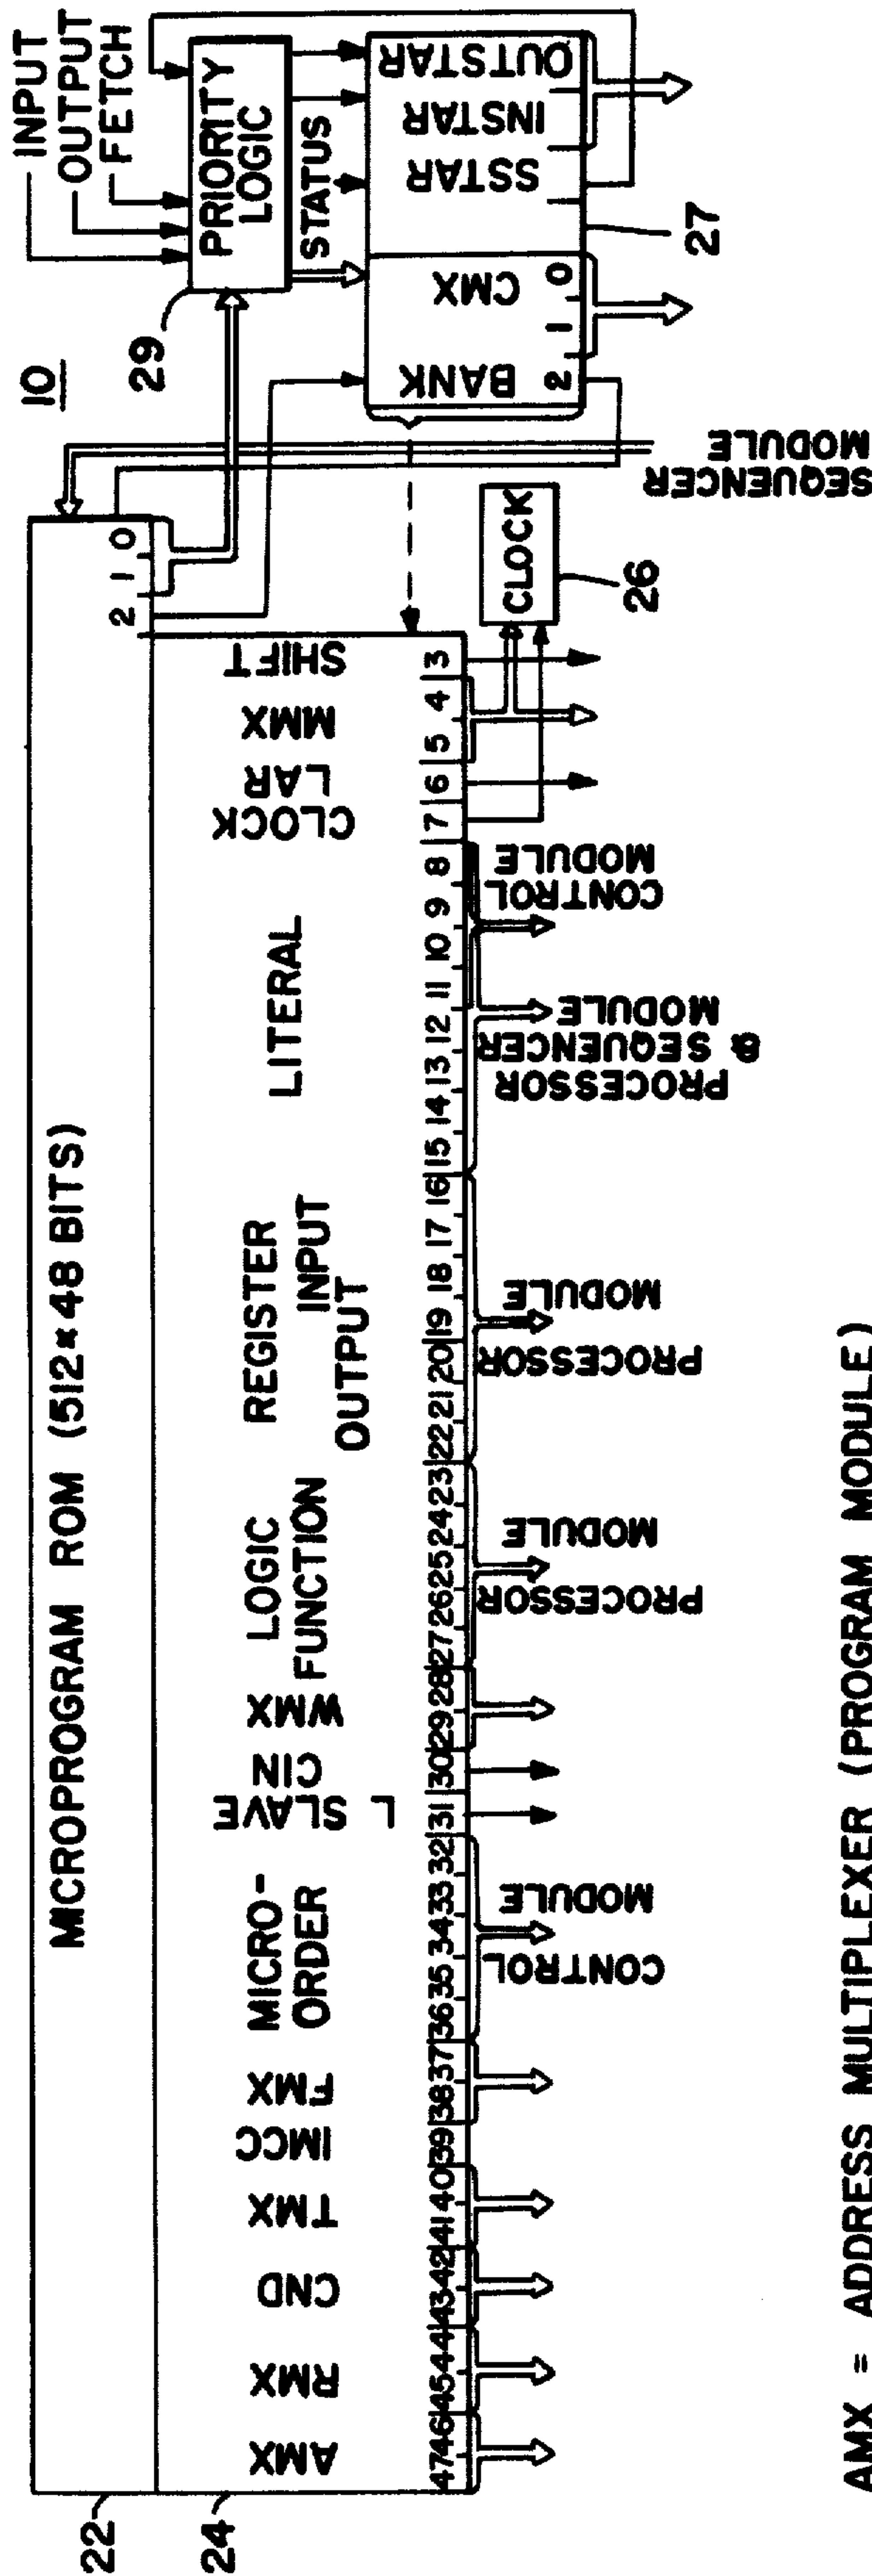 10
INPUT
OUTPUT
FETCH
29
PRIORITY
LOGIC
STATUS
BANK
CMX
SSTAR
INSTAR
OUTSTAR
2 1 0
27
22
MICROPROGRAM ROM (512×48 BITS)
2 1 0
SEQUENCER
MODULE
24
AMX
RMX
CND
TMX
IMCC
FMX
MICRO-
ORDER
L SLAVE
CIN
WMX
LOGIC
FUNCTION
REGISTER
INPUT
OUTPUT
LITERAL
CLOCK
LAR
MMX
SHIFT
47 46 45 44 43 42 41 40 39 38 37 36 35 34 33 32 31 30 29 28 27 26 25 24 23 22 21 20 19 18 17 16 15 14 13 12 11 10 9 8 7 6 5 4 3
CONTROL
MODULE
PROCESSOR
MODULE
PROCESSOR
MODULE
PROCESSOR
& SEQUENCER
MODULE
CONTROL
MODULE
CLOCK
26
AMX = ADDRESS MULTIPLEXER (PROGRAM MODULE)